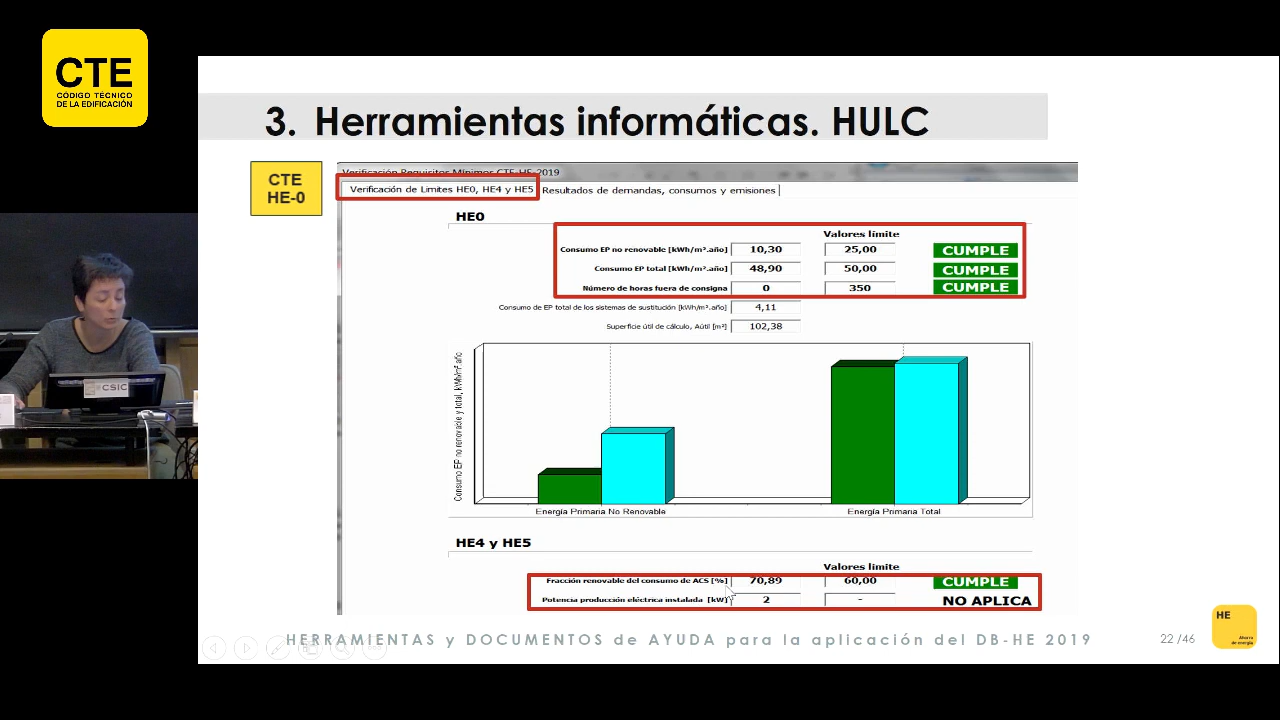 CTE
CÓDIGO TÉCNICO
DE LA EDIFICACIÓN
3. Herramientas informáticas. HULC
CTE
HE-0
Verificación Requisitos Mínimos CTE-HE-2019
Verificación de Limites HE0, HE4 y HE5
Resultados de demandas, consumos y emisiones
HE0
Valores límite
Consumo EP no renovable [kWh/m².año] 10,30 25,00 CUMPLE
Consumo EP total [kWh/m².año] 48,90 50,00 CUMPLE
Número de horas fuera de consigna 0 350 CUMPLE
Consumo de EP total de los sistemas de sustitución [kWh/m².año] 4,11
Superficie útil de cálculo, Aútil [m²] 102,38
Consumo EP no renovable y total, kWh/m².año
Energía Primaria No Renovable
Energía Primaria Total
HE4 y HE5
Valores límite
Fracción renovable del consumo de ACS [%] 70,89 60,00 CUMPLE
Potencia producción eléctrica instalada [kW] 2 - NO APLICA
HERRAMIENTAS y DOCUMENTOS de AYUDA para la aplicación del DB-HE 2019
22 /46
HE
Ahorro
de energía
CSIC